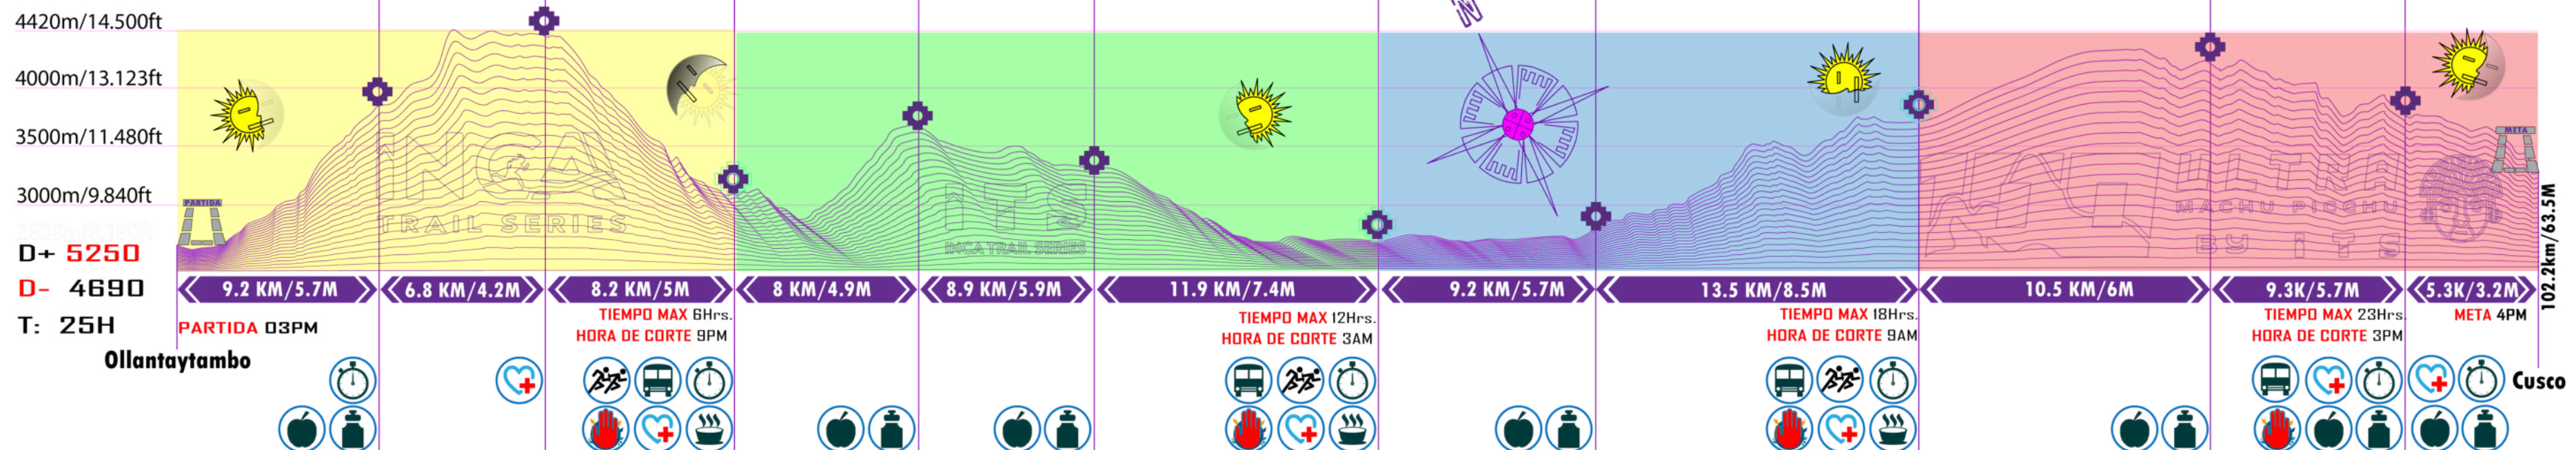 4420m/14.500ft
4000m/13.123ft
3500m/11.480ft
3000m/9.840ft
N
PARTIDA
INCA
TRAIL SERIES
iTS
INCA TRAIL SERIES
ULTRA
MACHU PICCHU
BY iTS
META
D+ 5250
D- 4690
T: 25H
9.2 KM/5.7M
6.8 KM/4.2M
8.2 KM/5M
8 KM/4.9M
8.9 KM/5.9M
11.9 KM/7.4M
9.2 KM/5.7M
13.5 KM/8.5M
10.5 KM/6M
9.3K/5.7M
5.3K/3.2M
102.2km/63.5M
PARTIDA 03PM
Ollantaytambo
TIEMPO MAX 6Hrs.
HORA DE CORTE 9PM
TIEMPO MAX 12Hrs.
HORA DE CORTE 3AM
TIEMPO MAX 18Hrs.
HORA DE CORTE 9AM
TIEMPO MAX 23Hrs.
HORA DE CORTE 3PM
META 4PM
Cusco